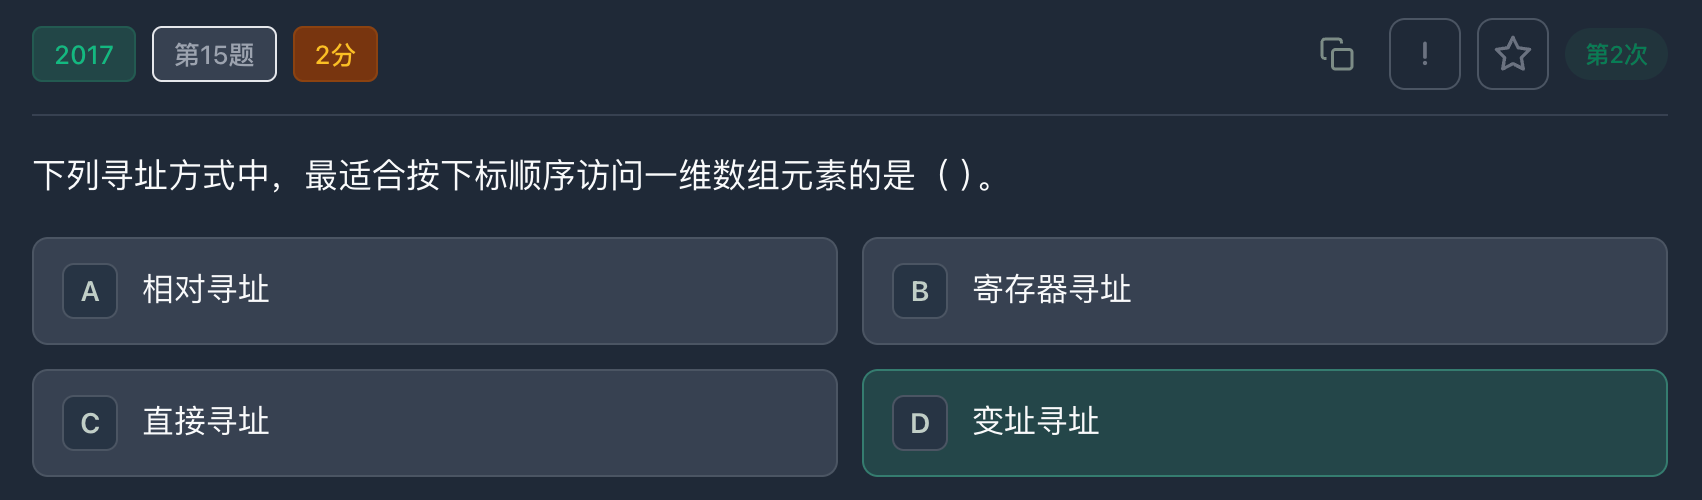 2017 第15题 2分 ! 第2次
下列寻址方式中，最适合按下标顺序访问一维数组元素的是（ ）。
A 相对寻址 B 寄存器寻址
C 直接寻址 D 变址寻址